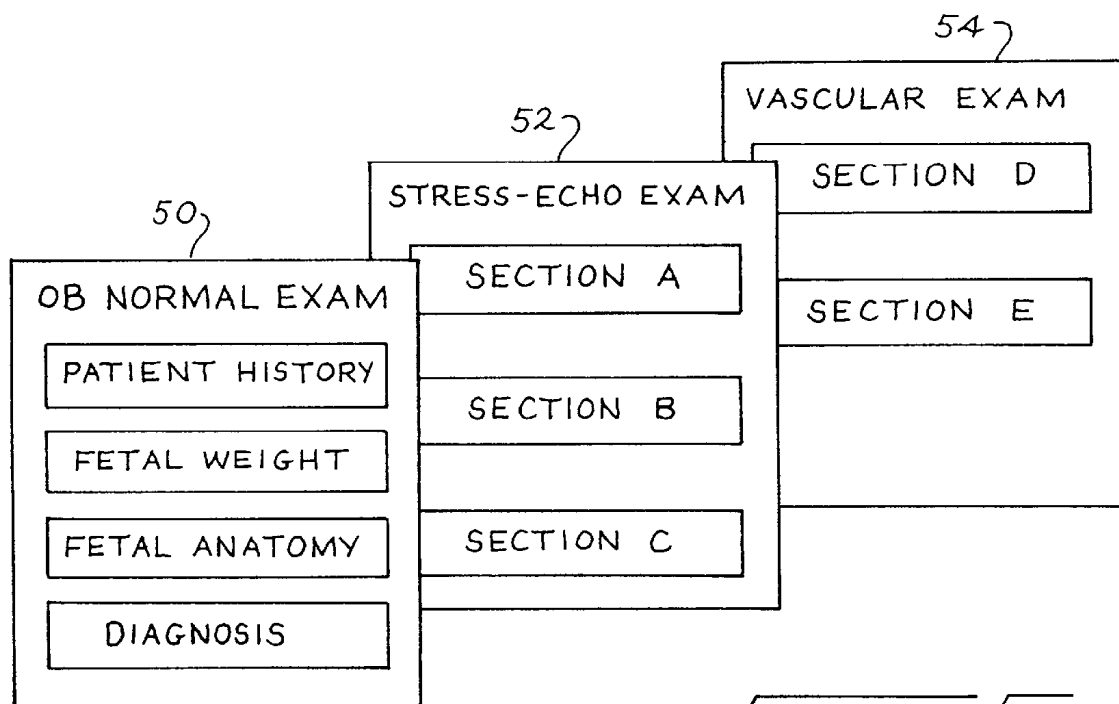 54
VASCULAR EXAM
SECTION D
SECTION E
52
STRESS-ECHO EXAM
SECTION A
SECTION B
SECTION C
50
OB NORMAL EXAM
PATIENT HISTORY
FETAL WEIGHT
FETAL ANATOMY
DIAGNOSIS